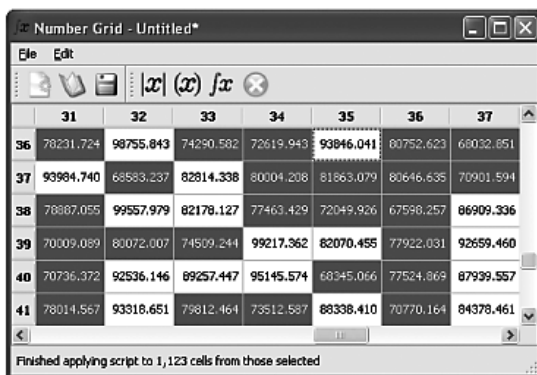 Number Grid - Untitled*
File Edit
|x| (x) ∫x
31 32 33 34 35 36 37
36 78231.724 98755.843 74290.582 72619.943 93846.041 80752.623 68032.851
37 93984.740 68583.237 82814.338 80004.208 81863.079 80646.635 70901.594
38 78887.055 99557.979 82178.127 77463.429 72049.926 67598.257 86909.336
39 70009.089 80072.007 74509.244 99217.362 82070.455 77922.031 92659.460
40 70736.372 92536.146 89257.447 95145.574 68345.066 77524.869 87939.557
41 78014.567 93318.651 79812.464 73512.587 88338.410 70770.164 84378.461
Finished applying script to 1,123 cells from those selected